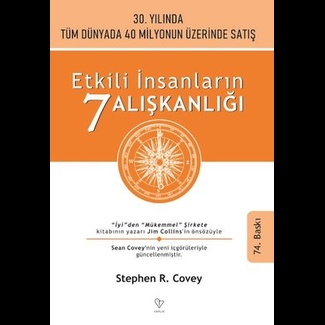 30. YILINDA
TÜM DÜNYADA 40 MİLYONUN ÜZERİNDE SATIŞ
Etkili İnsanların
7 ALIŞKANLIĞI
"İyi"den "Mükemmel" Şirkete
kitabının yazarı Jim Collins'in önsözüyle
Sean Covey'nin yeni içgörüleriyle
güncellenmiştir.
74. Baskı
Stephen R. Covey
VARLIK